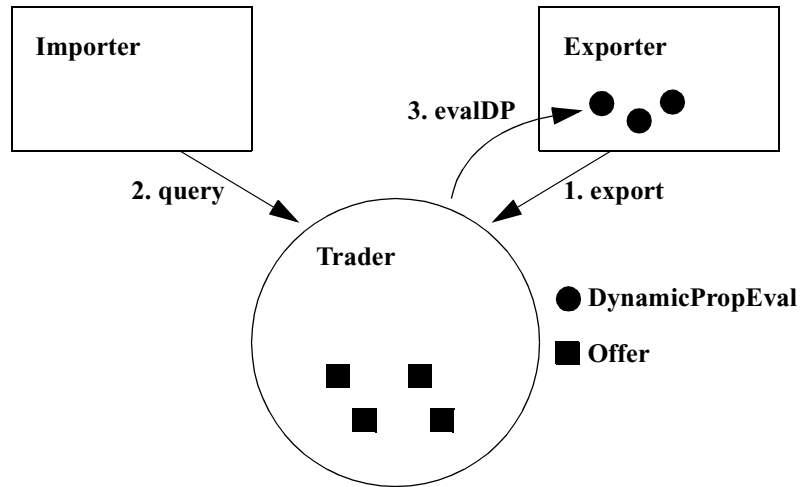 Importer
Exporter
3. evalDP
2. query
1. export
Trader
DynamicPropEval
Offer